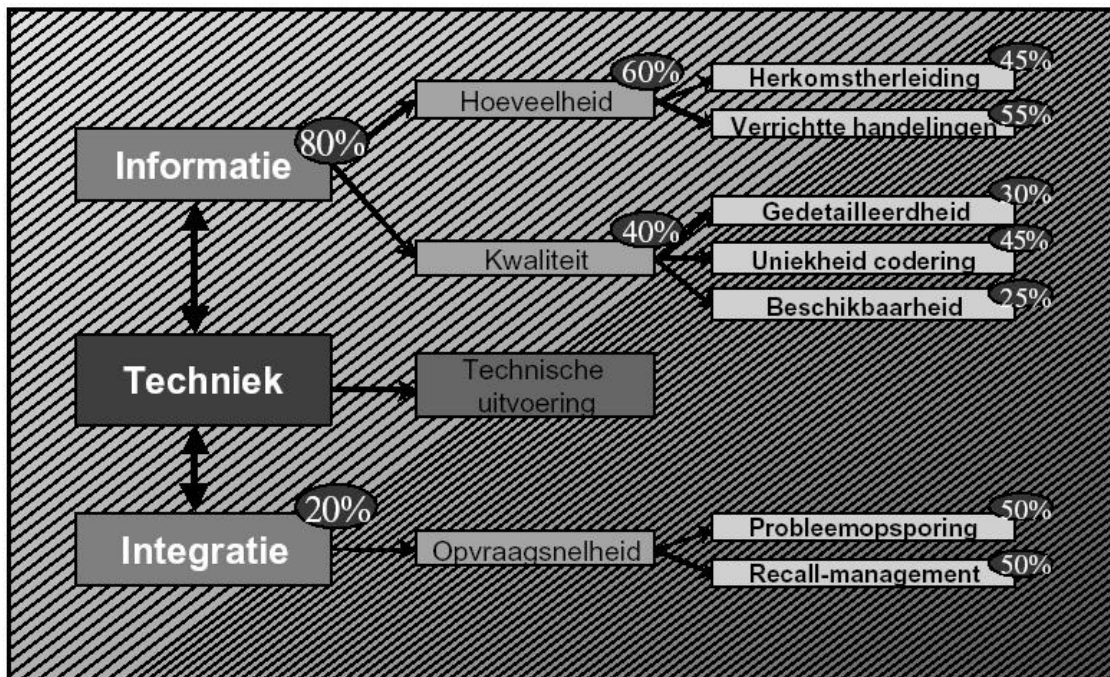 Informatie
80%
Hoeveelheid
60%
Herkomstherleiding
45%
Verrichtte handelingen
55%
Kwaliteit
40%
Gedetailleerdheid
30%
Uniekheid codering
45%
Beschikbaarheid
25%
Techniek
Technische
uitvoering
Integratie
20%
Opvraagsnelheid
Probleemopsporing
50%
Recall-management
50%